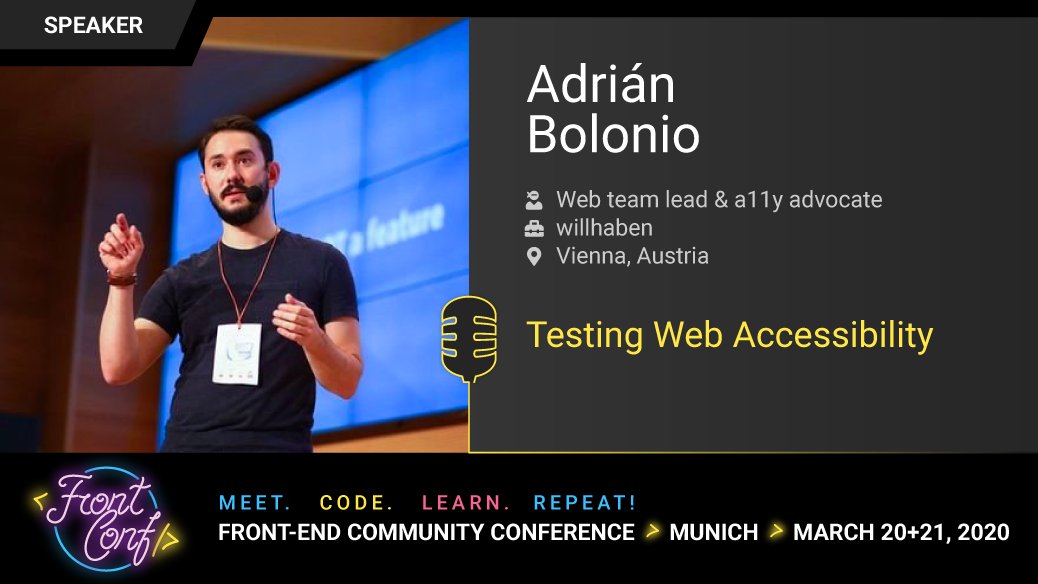 SPEAKER
T a feature
Adrián
Bolonio
Web team lead & a11y advocate
willhaben
Vienna, Austria
Testing Web Accessibility
<Front
Conf/>
MEET. CODE. LEARN. REPEAT!
FRONT-END COMMUNITY CONFERENCE > MUNICH > MARCH 20+21, 2020